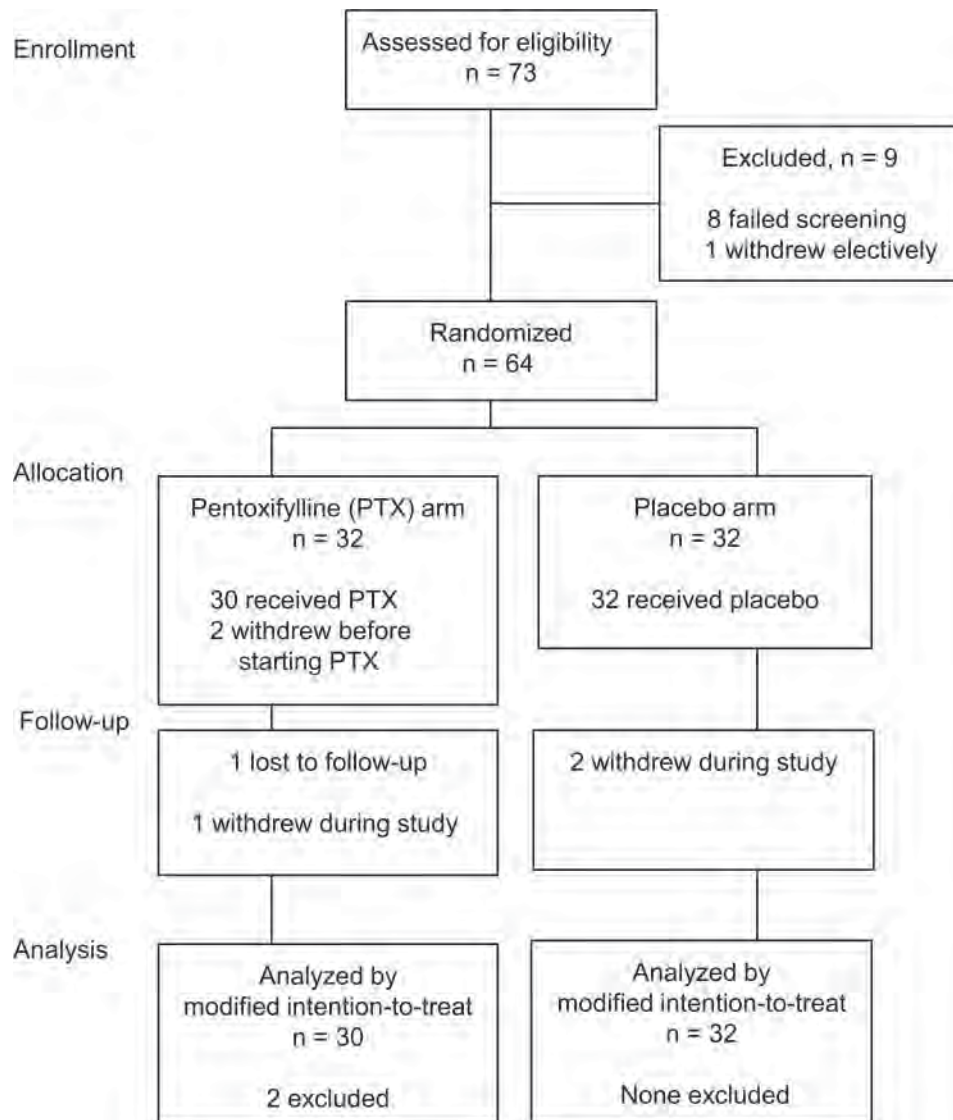 Enrollment
Assessed for eligibility
n = 73
Excluded, n = 9
8 failed screening
1 withdrew electively
Randomized
n = 64
Allocation
Pentoxifylline (PTX) arm
n = 32
30 received PTX
2 withdrew before
starting PTX
Placebo arm
n = 32
32 received placebo
Follow-up
1 lost to follow-up
1 withdrew during study
2 withdrew during study
Analysis
Analyzed by
modified intention-to-treat
n = 30
2 excluded
Analyzed by
modified intention-to-treat
n = 32
None excluded